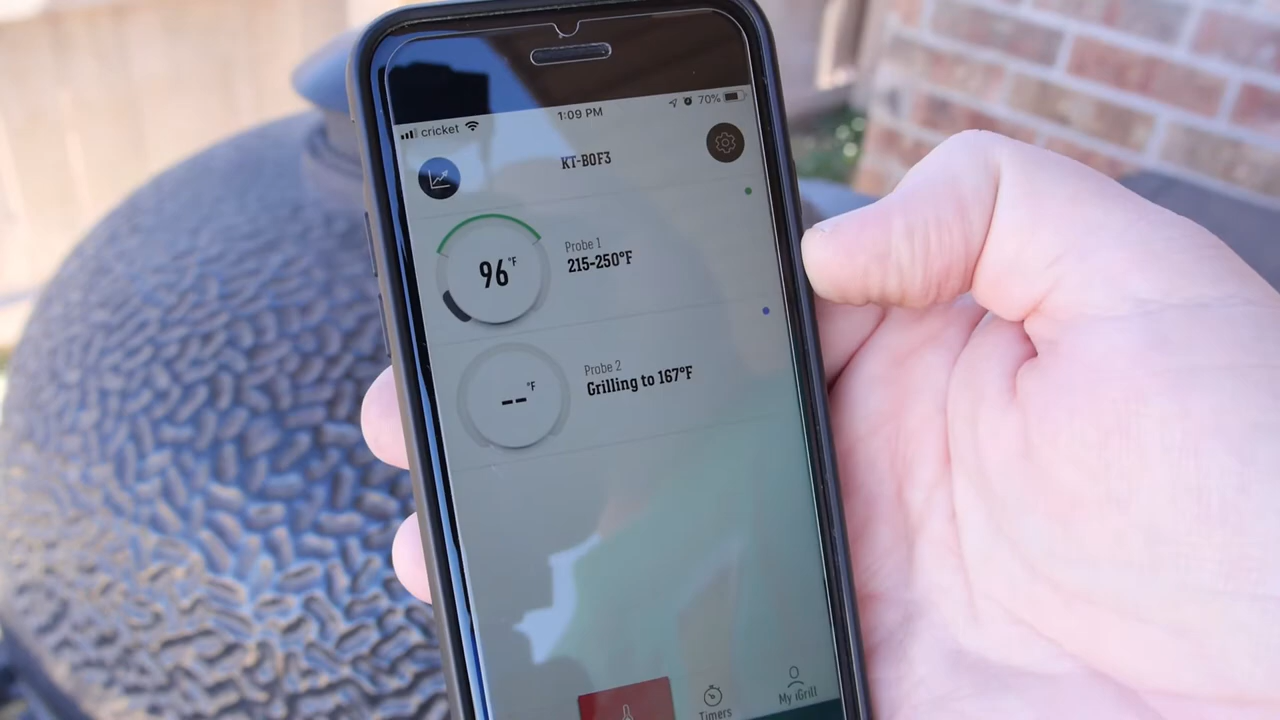 cricket
1:09 PM
70%
KT-BOF3
96°F
Probe 1
215-250°F
--°F
Probe 2
Grilling to 167°F
Timers
My iGrill